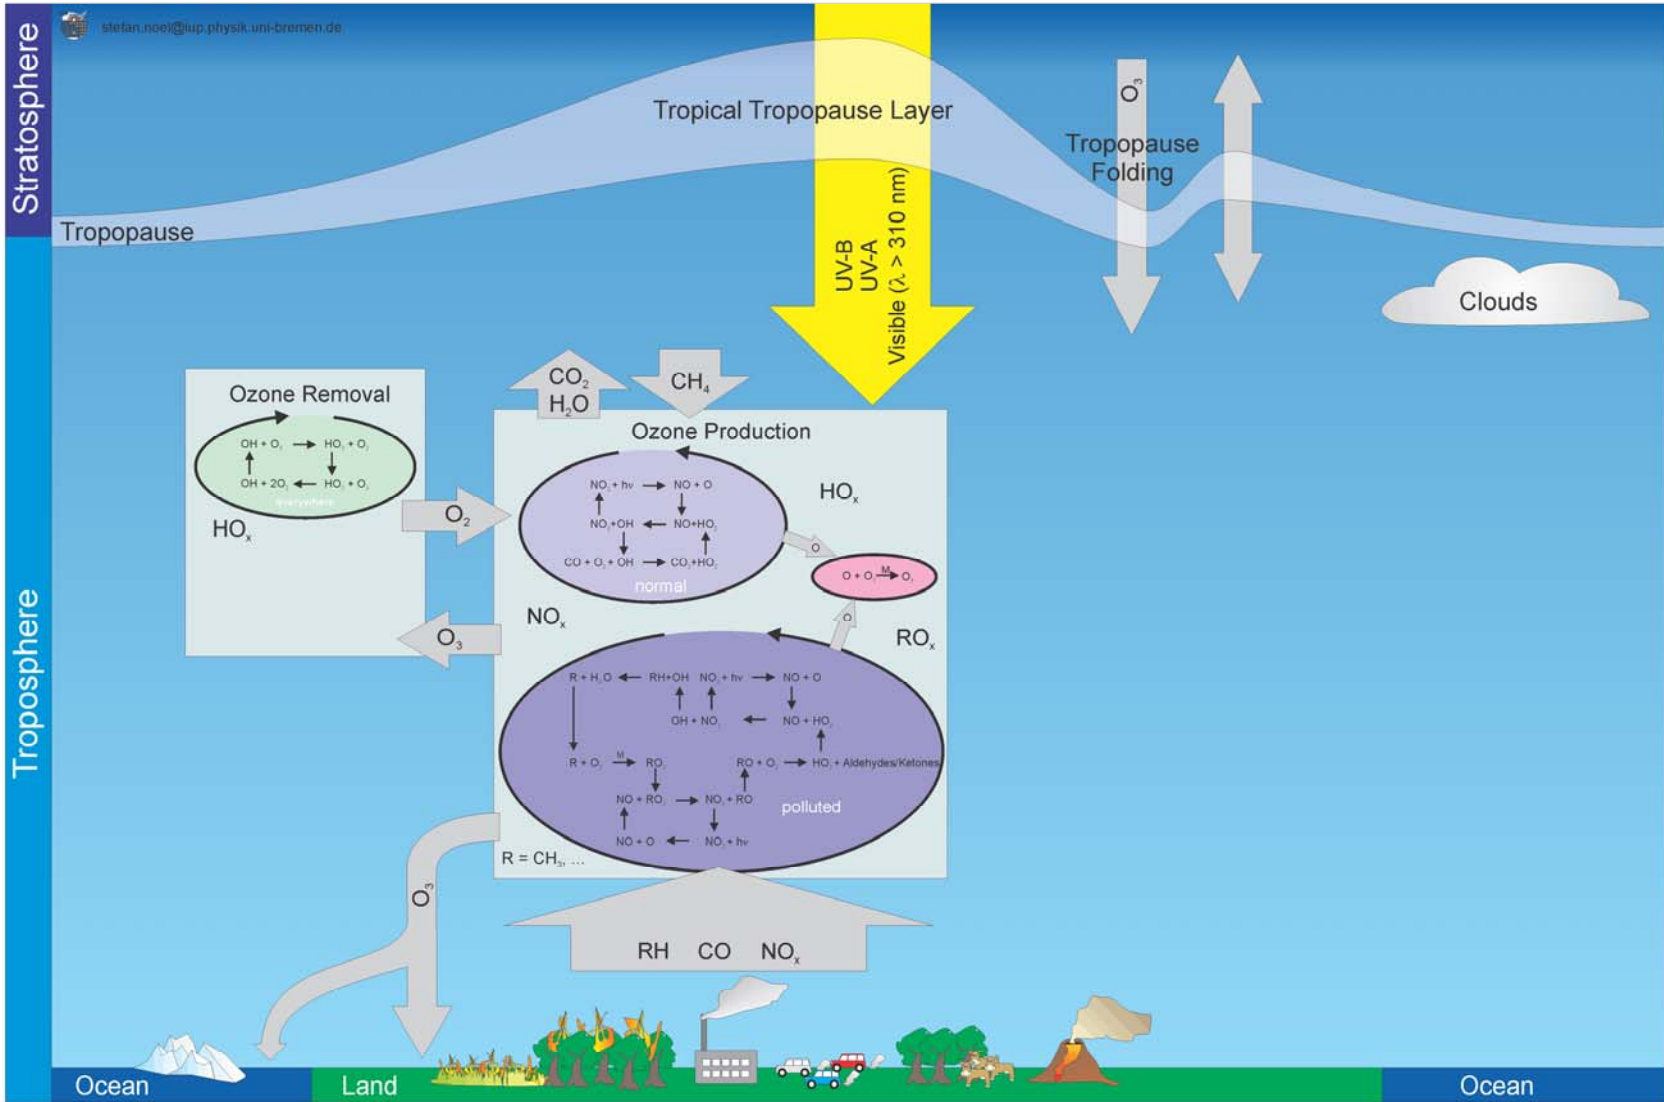 stefan.noel@iup.physik.uni-bremen.de
Stratosphere
Troposphere
Tropical Tropopause Layer
Tropopause
Folding
O₃
Tropopause
UV-B
UV-A
Visible (λ > 310 nm)
Clouds
Ozone Removal
OH + O₃ → HO₂ + O₂
OH + 2O₂ ← HO₂ + O₃
everywhere
HOₓ
O₂
O₃
CO₂
H₂O
CH₄
Ozone Production
NO₂ + hν → NO + O
NO₂+OH ← NO+HO₂
CO + O₂ + OH → CO₂+HO₂
normal
HOₓ
O
O + O₂ M→ O₃
NOₓ
ROₓ
O
R + H₂O ← RH+OH NO₂ + hν → NO + O
OH + NO₂ ← NO + HO₂
R + O₂ M→ RO₂ RO + O₂ → HO₂ + Aldehydes/Ketones
NO + RO₂ → NO₂ + RO
polluted
NO + O ← NO₂ + hν
R = CH₃, ...
O₃
RH CO NOₓ
Ocean
Land
Ocean